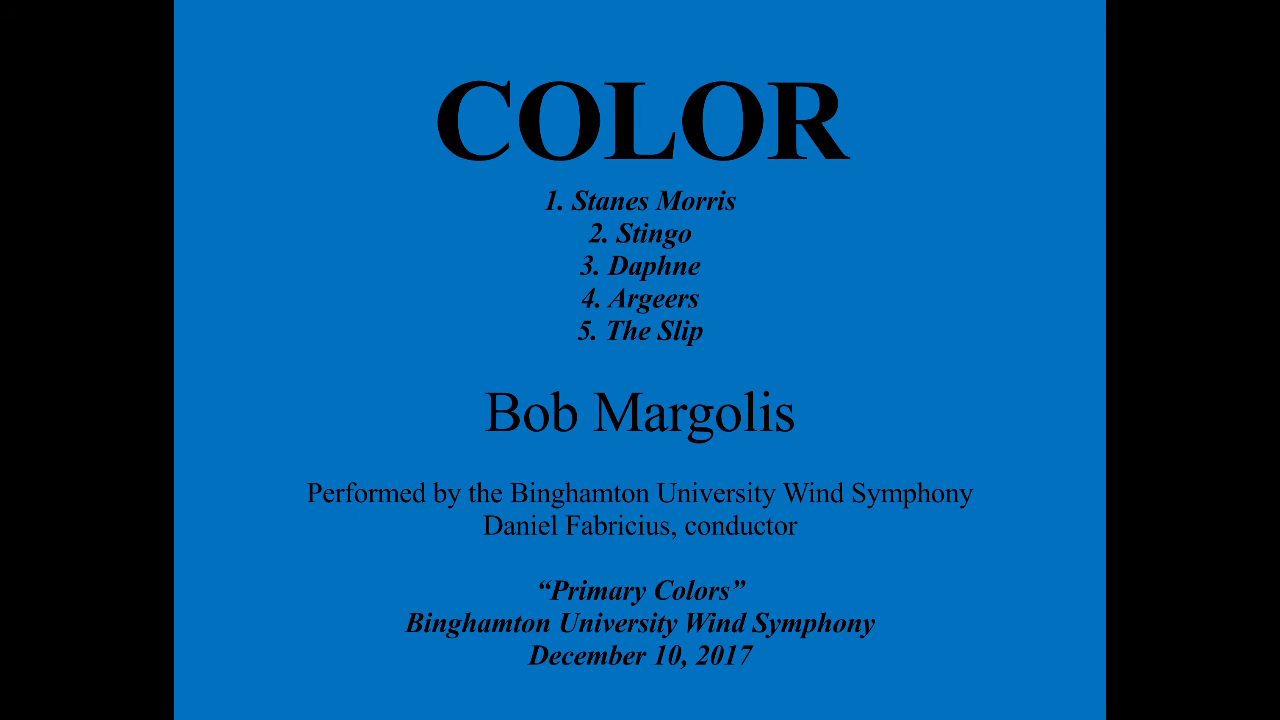 COLOR
1. Stanes Morris
2. Stingo
3. Daphne
4. Argeers
5. The Slip
Bob Margolis
Performed by the Binghamton University Wind Symphony
Daniel Fabricius, conductor
“Primary Colors”
Binghamton University Wind Symphony
December 10, 2017